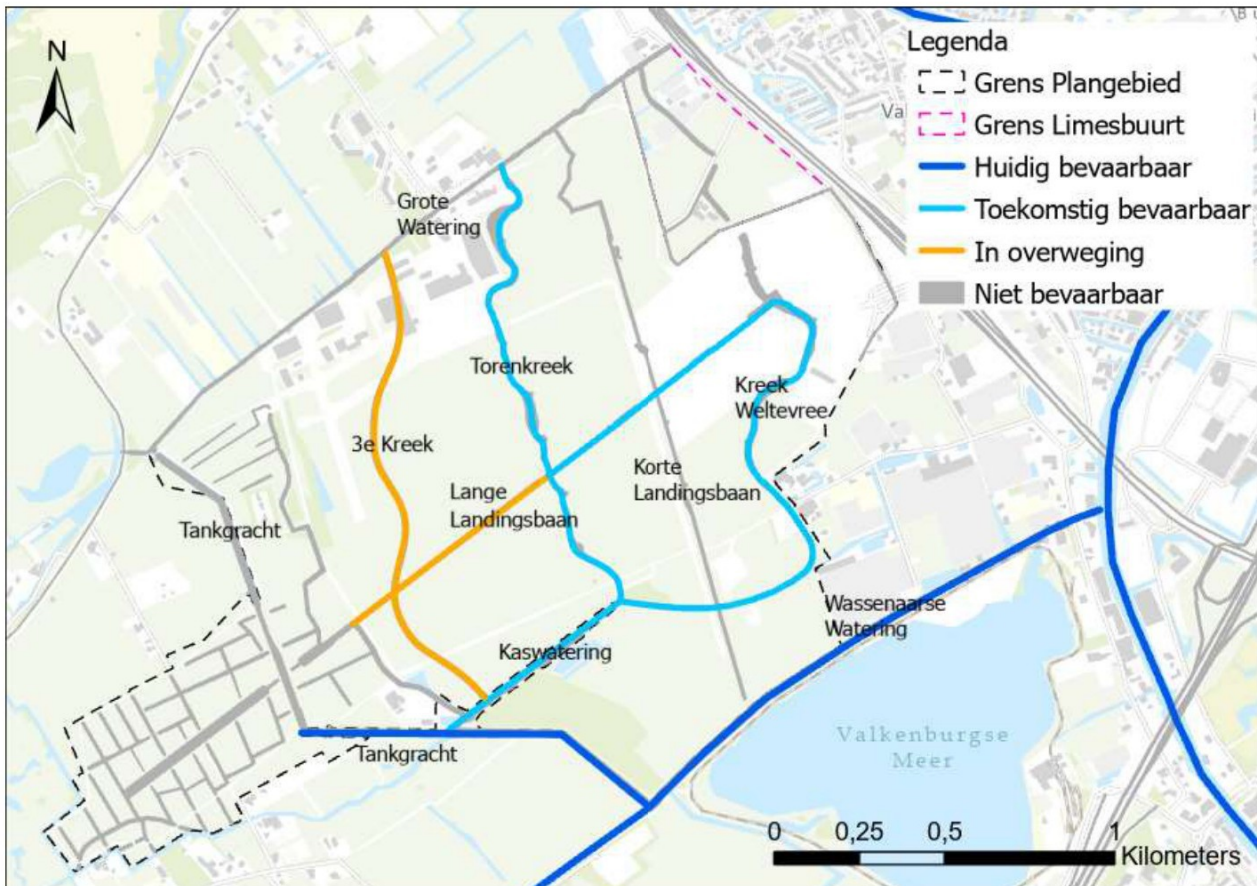 N
Legenda
Grens Plangebied
Grens Limesbuurt
Huidig bevaarbaar
Toekomstig bevaarbaar
In overweging
Niet bevaarbaar
Grote
Watering
Torenkreek
Kreek
Weltevree
3e Kreek
Korte
Landingsbaan
Lange
Landingsbaan
Tankgracht
Wassenaarse
Watering
Kaswatering
Tankgracht
Valkenburgse
Meer
0 0,25 0,5 1
Kilometers